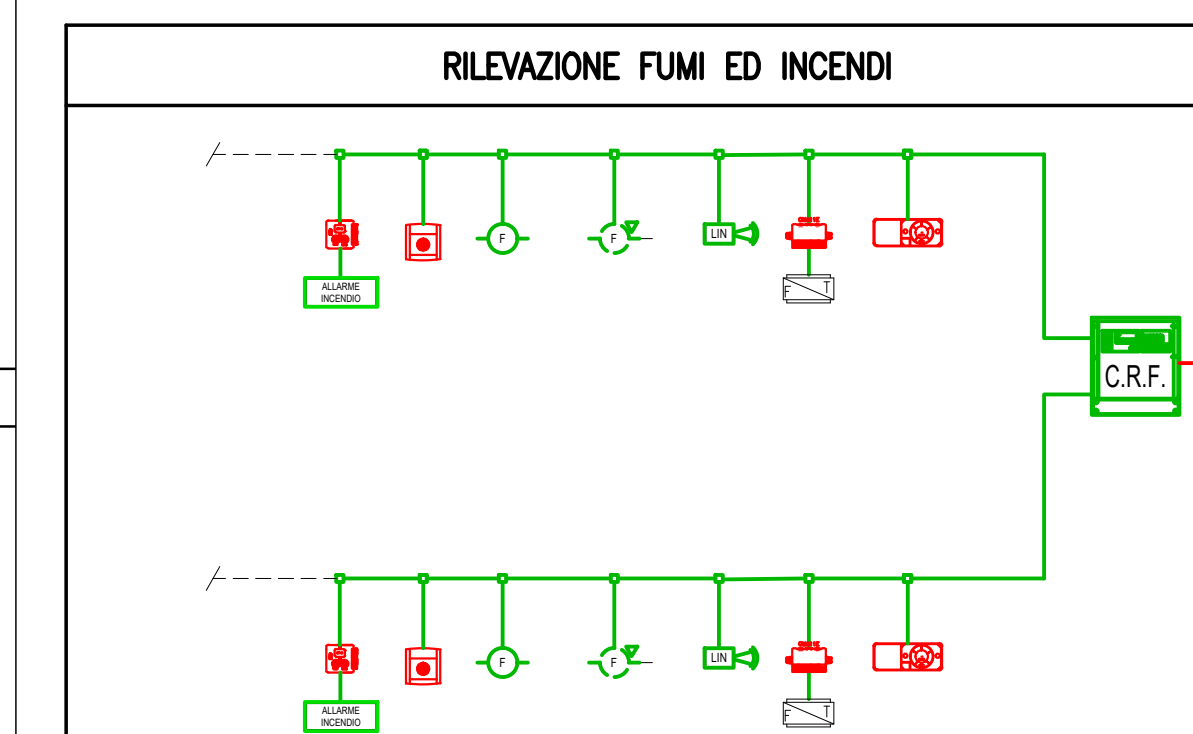 RILEVAZIONE FUMI ED INCENDI
F
F
LIN
ALLARME
INCENDIO
F T
C.R.F.
F
F
LIN
ALLARME
INCENDIO
F T